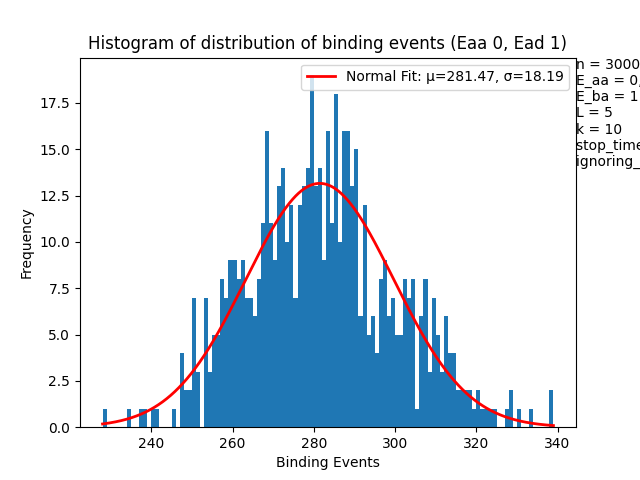 Histogram of distribution of binding events (Eaa 0, Ead 1)
Normal Fit: μ=281.47, σ=18.19
n = 3000
E_aa = 0,
E_ba = 1
L = 5
k = 10
stop_time
ignoring_
17.5
15.0
12.5
10.0
7.5
5.0
2.5
0.0
Frequency
240 260 280 300 320 340
Binding Events